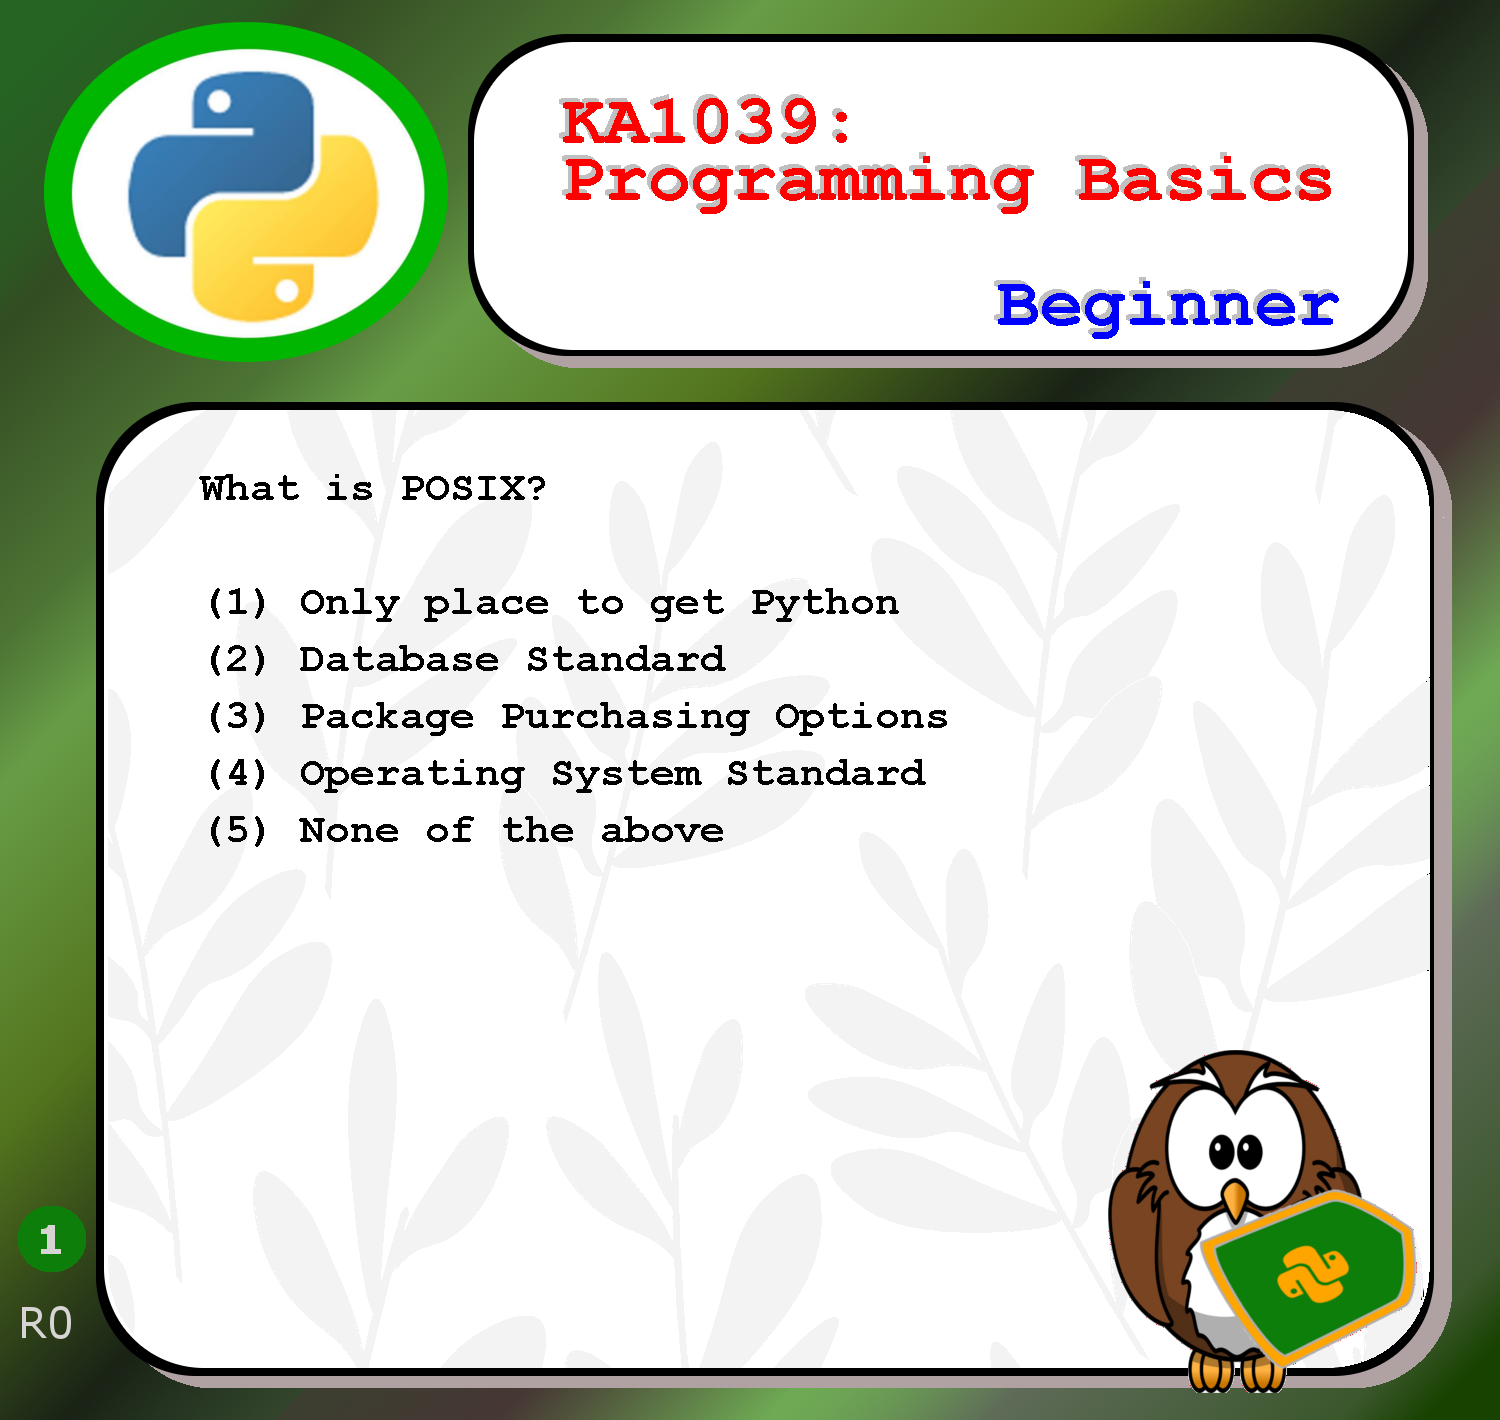 KA1039:
Programming Basics
Beginner
What is POSIX?
(1) Only place to get Python
(2) Database Standard
(3) Package Purchasing Options
(4) Operating System Standard
(5) None of the above
1
R0